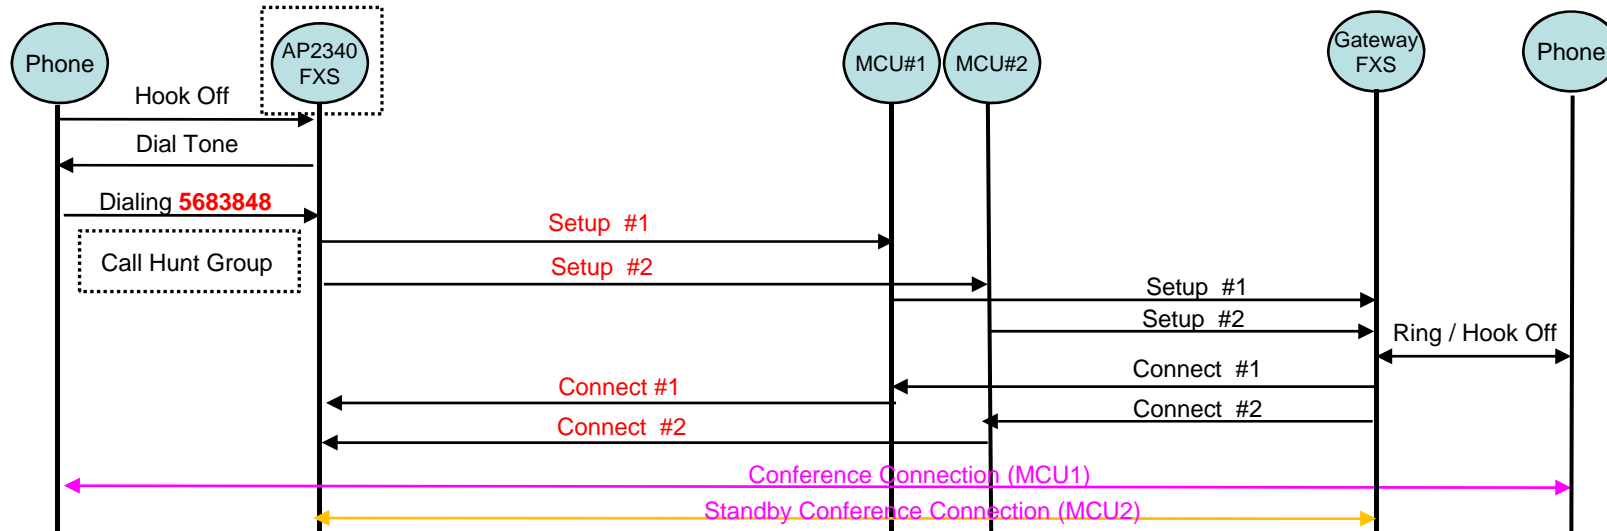 Phone
AP2340
FXS
MCU#1
MCU#2
Gateway
FXS
Phone
Hook Off
Dial Tone
Dialing 5683848
Call Hunt Group
Setup #1
Setup #2
Setup #1
Setup #2
Ring / Hook Off
Connect #1
Connect #1
Connect #2
Connect #2
Conference Connection (MCU1)
Standby Conference Connection (MCU2)